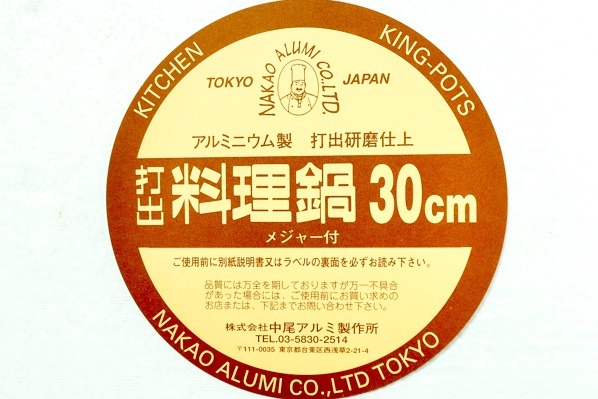 KITCHEN
KING-POTS
NAKAO ALUMI CO.,LTD.
TOKYO JAPAN
アルミニウム製 打出研磨仕上
打出 料理鍋 30cm
メジャー付
ご使用前に別紙説明書又はラベルの裏面を必ずお読み下さい。
品質には万全を期しておりますが万一不具合
があった場合には、ご使用前にお買い求めの
お店または、下記までお問い合わせ下さい。
株式会社 中尾アルミ製作所
TEL.03-5830-2514
〒111-0035 東京都台東区西浅草2-21-4
NAKAO ALUMI CO.,LTD TOKYO